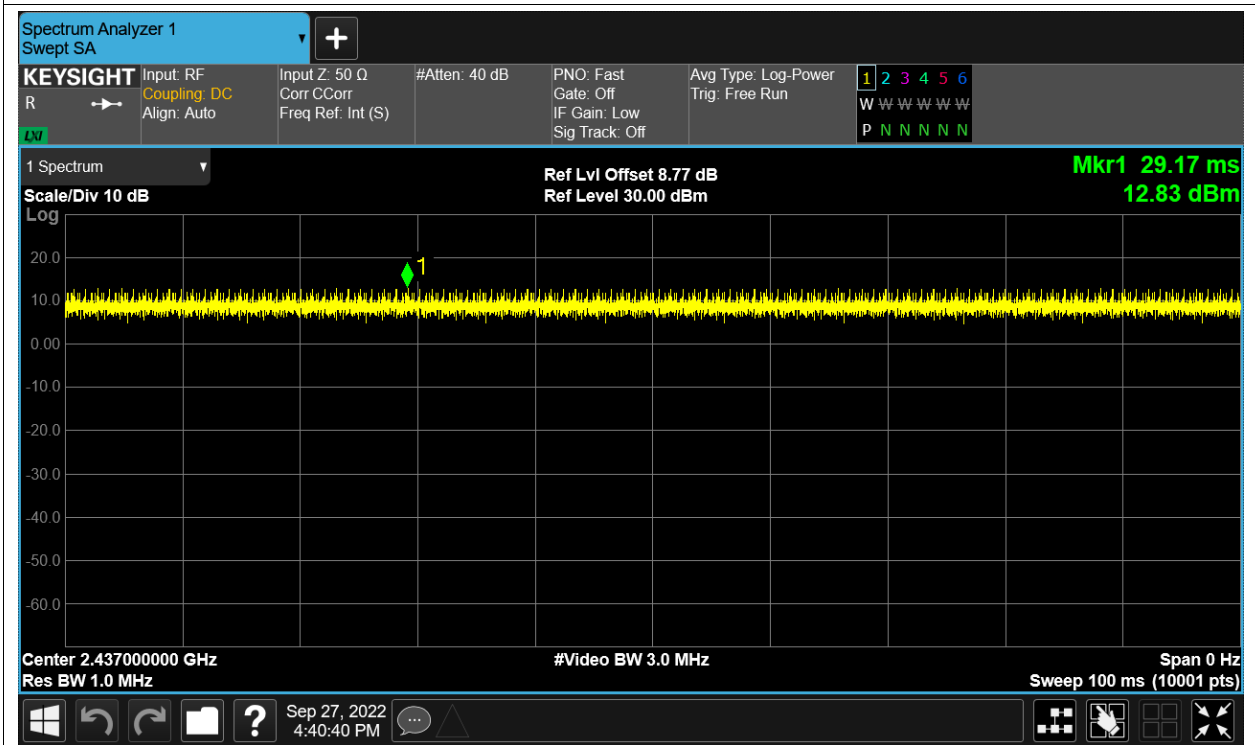 Spectrum Analyzer 1
Swept SA
KEYSIGHT
R
LXI
Input: RF
Coupling: DC
Align: Auto
Input Z: 50 Ω
Corr CCorr
Freq Ref: Int (S)
#Atten: 40 dB
PNO: Fast
Gate: Off
IF Gain: Low
Sig Track: Off
Avg Type: Log-Power
Trig: Free Run
1 2 3 4 5 6
W W W W W W
P N N N N N
1 Spectrum
Scale/Div 10 dB
Log
Ref Lvl Offset 8.77 dB
Ref Level 30.00 dBm
Mkr1 29.17 ms
12.83 dBm
1
20.0
10.0
0.00
-10.0
-20.0
-30.0
-40.0
-50.0
-60.0
Center 2.437000000 GHz
Res BW 1.0 MHz
#Video BW 3.0 MHz
Span 0 Hz
Sweep 100 ms (10001 pts)
?
Sep 27, 2022
4:40:40 PM